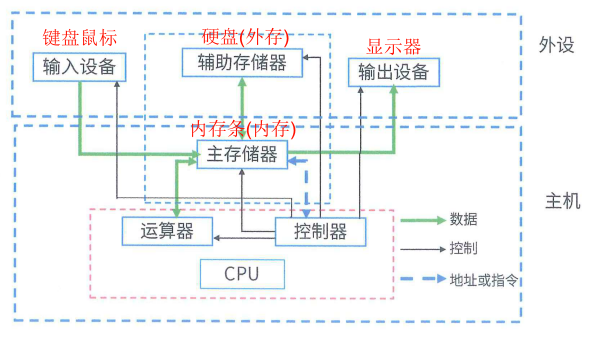 键盘鼠标
硬盘(外存)
显示器
外设
输入设备
辅助存储器
输出设备
内存条(内存)
主存储器
主机
运算器
控制器
数据
控制
CPU
地址或指令